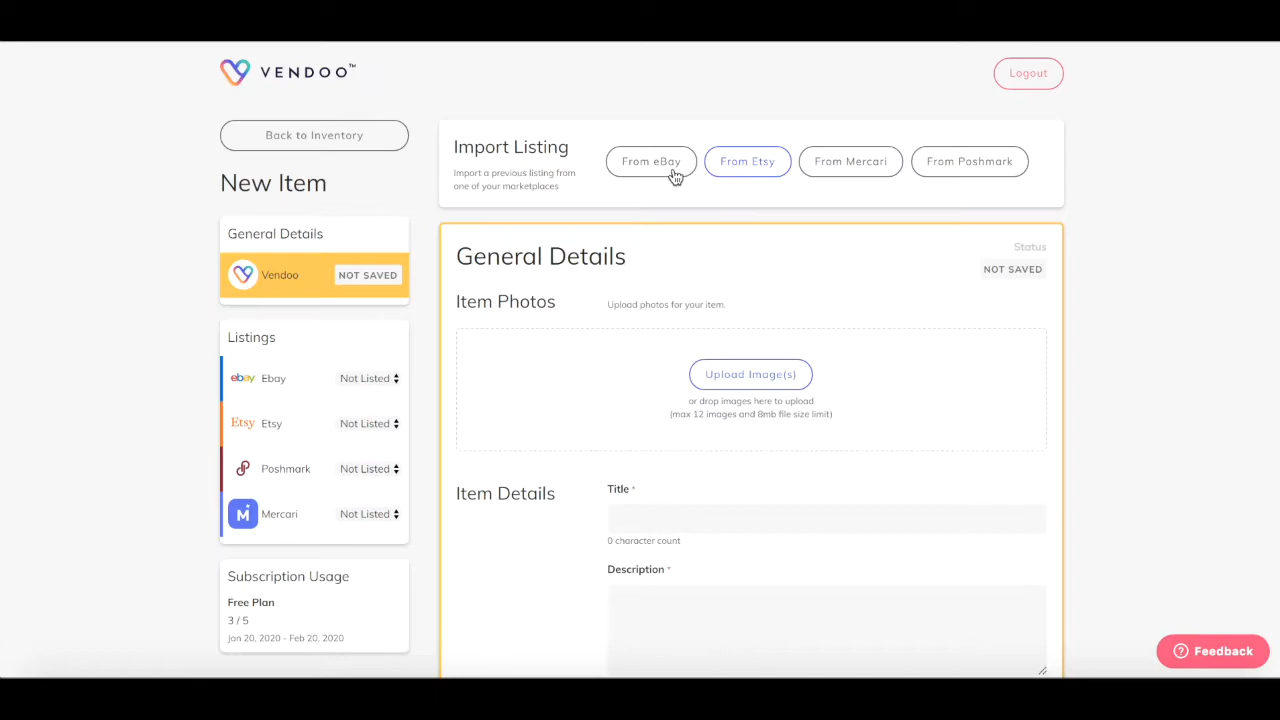 VENDOO™
Logout
Back to Inventory
New Item
General Details
Vendoo
NOT SAVED
Listings
ebay Ebay
Not Listed
Etsy Etsy
Not Listed
Poshmark
Not Listed
M Mercari
Not Listed
Subscription Usage
Free Plan
3 / 5
Jan 20, 2020 - Feb 20, 2020
Import Listing
Import a previous listing from
one of your marketplaces
From eBay
From Etsy
From Mercari
From Poshmark
General Details
Status
NOT SAVED
Item Photos
Upload photos for your item.
Upload Image(s)
or drop images here to upload
(max 12 images and 8mb file size limit)
Item Details
Title *
0 character count
Description *
? Feedback